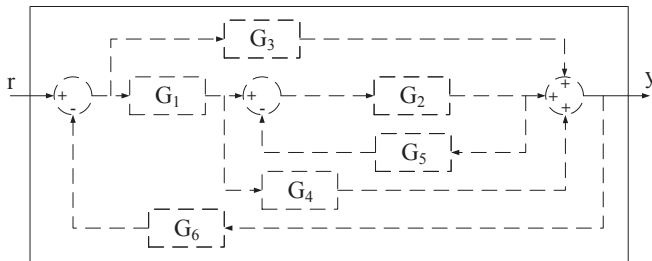 G₃
r + - G₁ + - G₂ + + + y
G₅
G₄
G₆